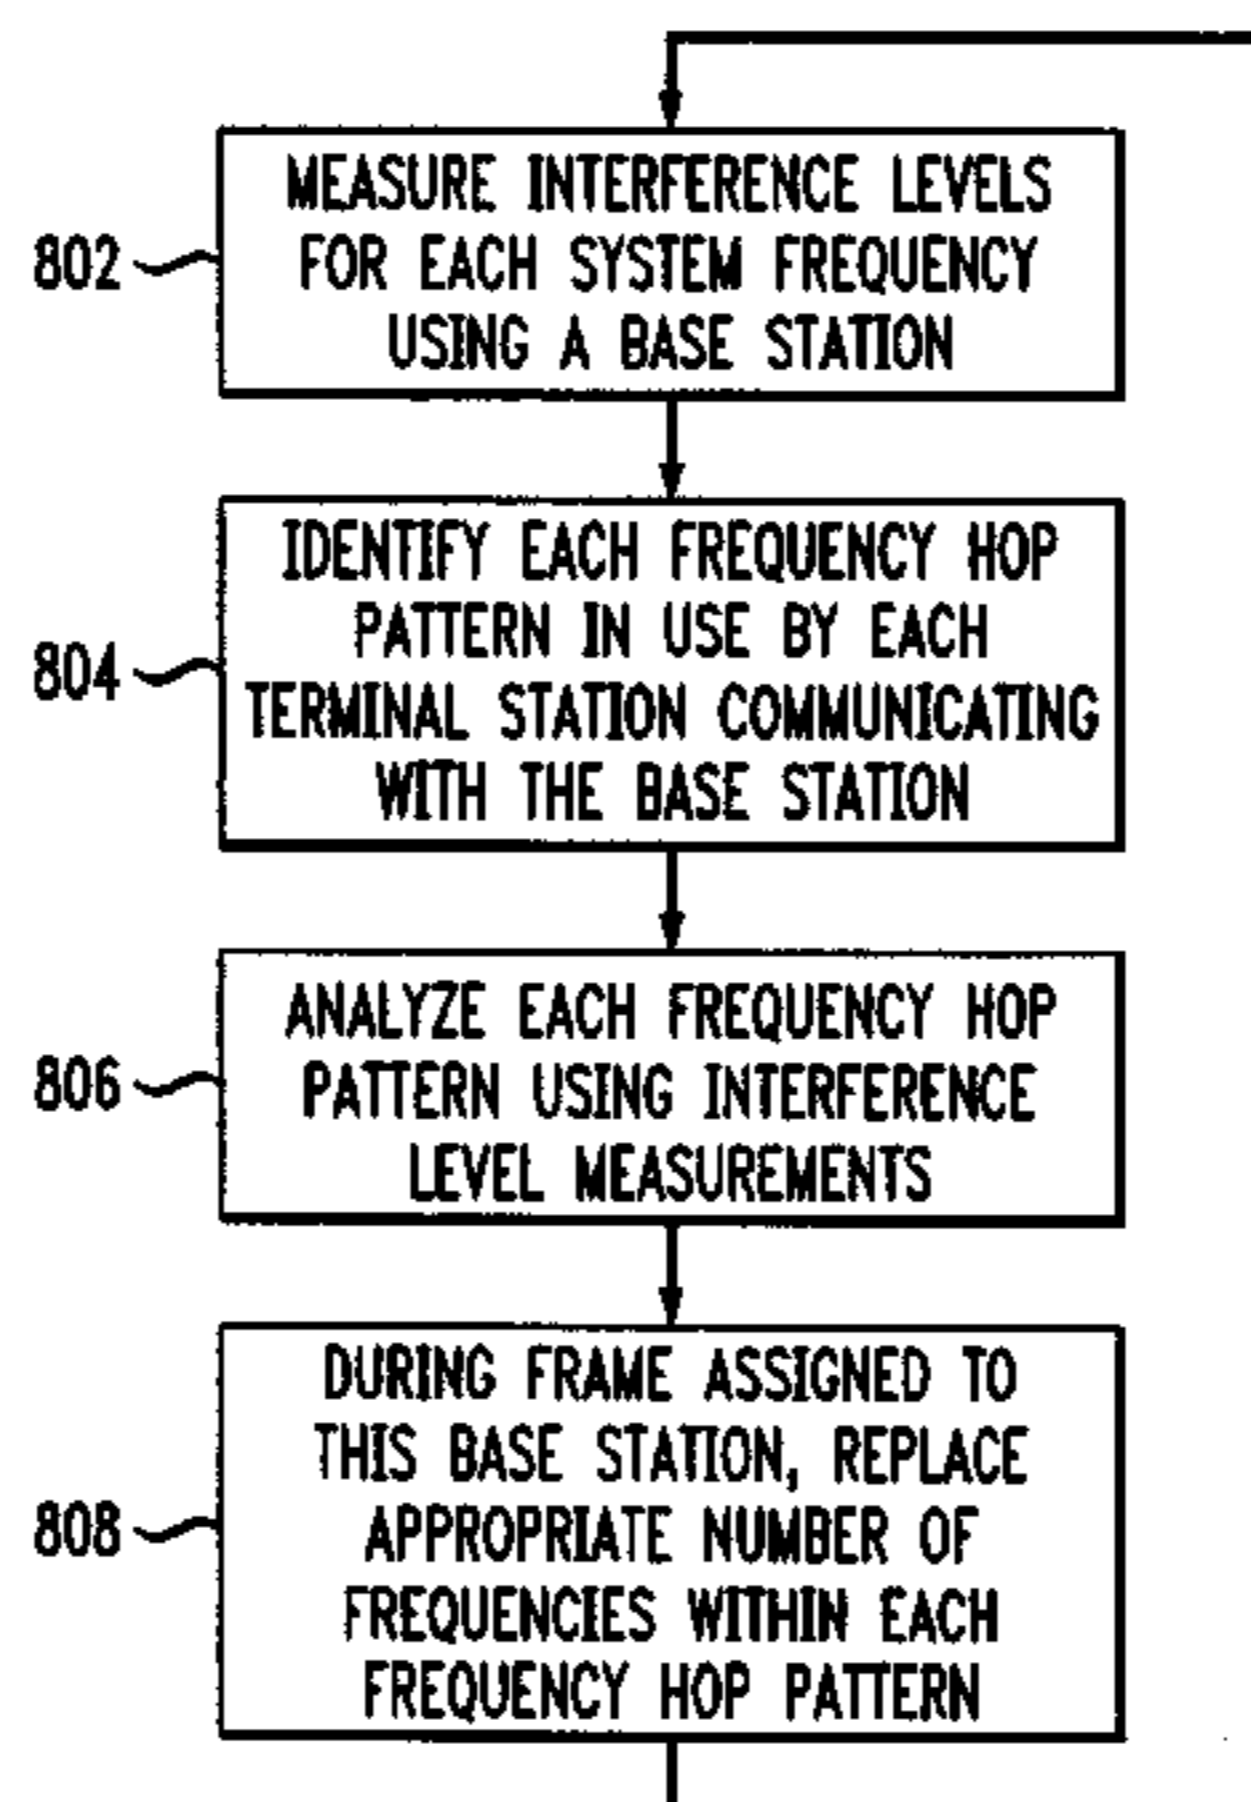 MEASURE INTERFERENCE LEVELS
FOR EACH SYSTEM FREQUENCY
USING A BASE STATION
802
IDENTIFY EACH FREQUENCY HOP
PATTERN IN USE BY EACH
TERMINAL STATION COMMUNICATING
WITH THE BASE STATION
804
ANALYZE EACH FREQUENCY HOP
PATTERN USING INTERFERENCE
LEVEL MEASUREMENTS
806
DURING FRAME ASSIGNED TO
THIS BASE STATION, REPLACE
APPROPRIATE NUMBER OF
FREQUENCIES WITHIN EACH
FREQUENCY HOP PATTERN
808